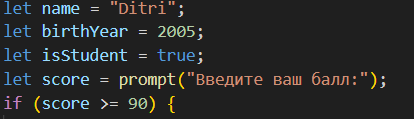 let name = "Ditri";
let birthYear = 2005;
let isStudent = true;
let score = prompt("Введите ваш балл:");
if (score >= 90) {